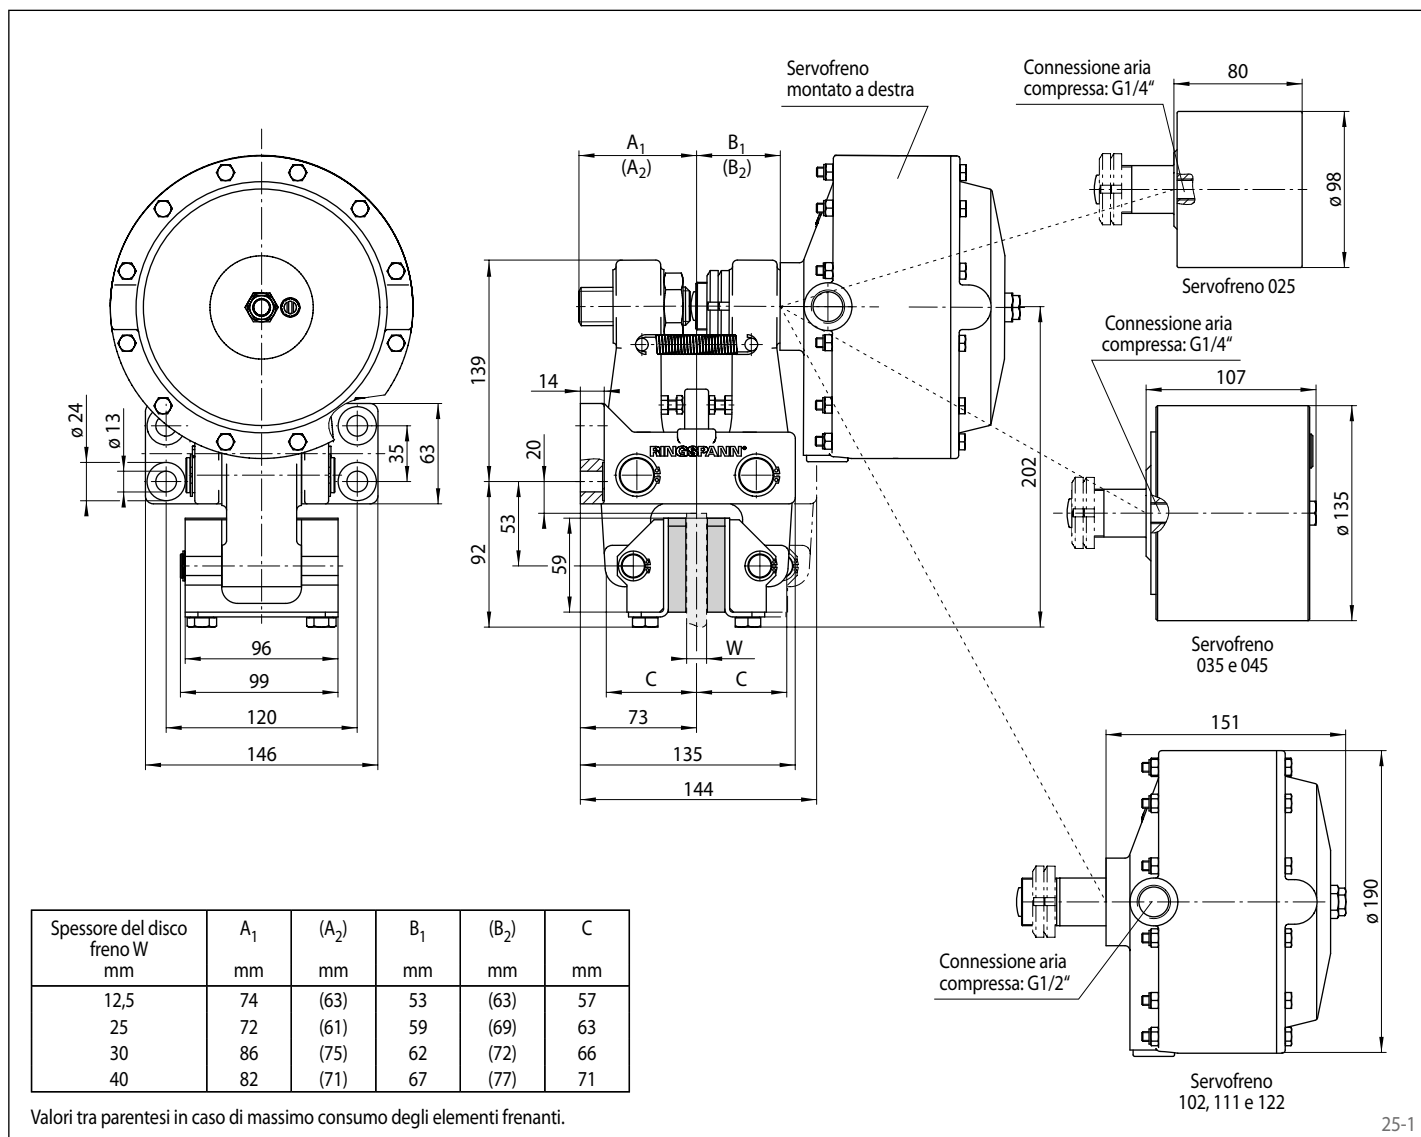 Servofreno
montato a destra
Connessione aria
compressa: G1/4“
80
ø 98
Servofreno 025
A1
(A2)
B1
(B2)
139
14
20
53
92
59
202
RINGSPANN®
W
C
C
73
135
144
ø 24
ø 13
35
63
96
99
120
146
Connessione aria
compressa: G1/4“
107
ø 135
Servofreno
035 e 045
151
ø 190
Connessione aria
compressa: G1/2“
Servofreno
102, 111 e 122
Spessore del disco freno W mm
A1 mm
(A2) mm
B1 mm
(B2) mm
C mm
12,5 74 (63) 53 (63) 57
25 72 (61) 59 (69) 63
30 86 (75) 62 (72) 66
40 82 (71) 67 (77) 71
Valori tra parentesi in caso di massimo consumo degli elementi frenanti.
25-1